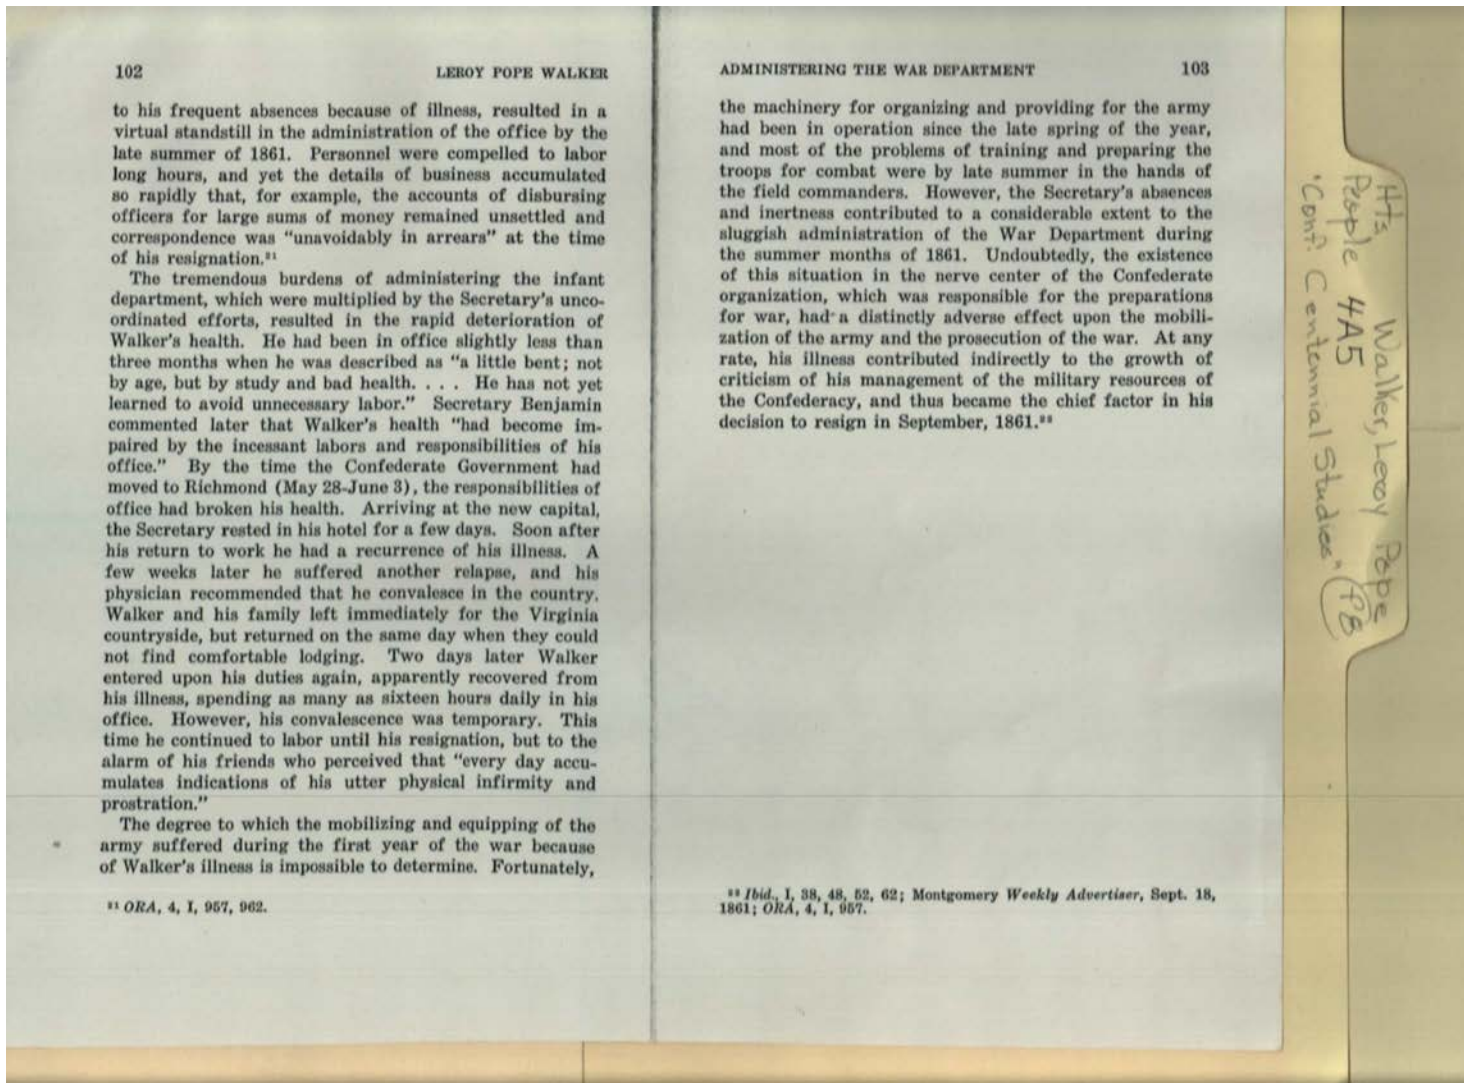 102 LEROY POPE WALKER
to his frequent absences because of illness, resulted in a
virtual standstill in the administration of the office by the
late summer of 1861. Personnel were compelled to labor
long hours, and yet the details of business accumulated
so rapidly that, for example, the accounts of disbursing
officers for large sums of money remained unsettled and
correspondence was "unavoidably in arrears" at the time
of his resignation.²¹
The tremendous burdens of administering the infant
department, which were multiplied by the Secretary's unco-
ordinated efforts, resulted in the rapid deterioration of
Walker's health. He had been in office slightly less than
three months when he was described as "a little bent; not
by age, but by study and bad health. . . . He has not yet
learned to avoid unnecessary labor." Secretary Benjamin
commented later that Walker's health "had become im-
paired by the incessant labors and responsibilities of his
office." By the time the Confederate Government had
moved to Richmond (May 28-June 3), the responsibilities of
office had broken his health. Arriving at the new capital,
the Secretary rested in his hotel for a few days. Soon after
his return to work he had a recurrence of his illness. A
few weeks later he suffered another relapse, and his
physician recommended that he convalesce in the country.
Walker and his family left immediately for the Virginia
countryside, but returned on the same day when they could
not find comfortable lodging. Two days later Walker
entered upon his duties again, apparently recovered from
his illness, spending as many as sixteen hours daily in his
office. However, his convalescence was temporary. This
time he continued to labor until his resignation, but to the
alarm of his friends who perceived that "every day accu-
mulates indications of his utter physical infirmity and
prostration."
The degree to which the mobilizing and equipping of the
army suffered during the first year of the war because
of Walker's illness is impossible to determine. Fortunately,
²¹ ORA, 4, I, 957, 962.
ADMINISTERING THE WAR DEPARTMENT 103
the machinery for organizing and providing for the army
had been in operation since the late spring of the year,
and most of the problems of training and preparing the
troops for combat were by late summer in the hands of
the field commanders. However, the Secretary's absences
and inertness contributed to a considerable extent to the
sluggish administration of the War Department during
the summer months of 1861. Undoubtedly, the existence
of this situation in the nerve center of the Confederate
organization, which was responsible for the preparations
for war, had a distinctly adverse effect upon the mobili-
zation of the army and the prosecution of the war. At any
rate, his illness contributed indirectly to the growth of
criticism of his management of the military resources of
the Confederacy, and thus became the chief factor in his
decision to resign in September, 1861.²²
²² Ibid., I, 38, 48, 52, 62; Montgomery Weekly Advertiser, Sept. 18,
1861; ORA, 4, I, 957.
Walker, Leroy Pope
People 4A5 P8
"Conf. Centennial Studies"